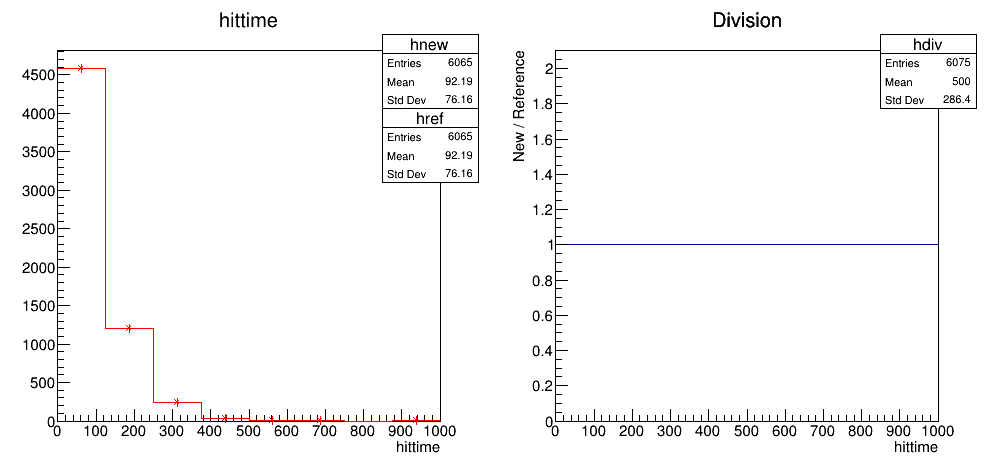 hittime
hnew
Entries 6065
Mean 92.19
Std Dev 76.16
href
Entries 6065
Mean 92.19
Std Dev 76.16
4500
4000
3500
3000
2500
2000
1500
1000
500
0
0 100 200 300 400 500 600 700 800 900 1000
hittime
Division
hdiv
Entries 6075
Mean 500
Std Dev 286.4
New / Reference
2
1.8
1.6
1.4
1.2
1
0.8
0.6
0.4
0.2
0
0 100 200 300 400 500 600 700 800 900 1000
hittime